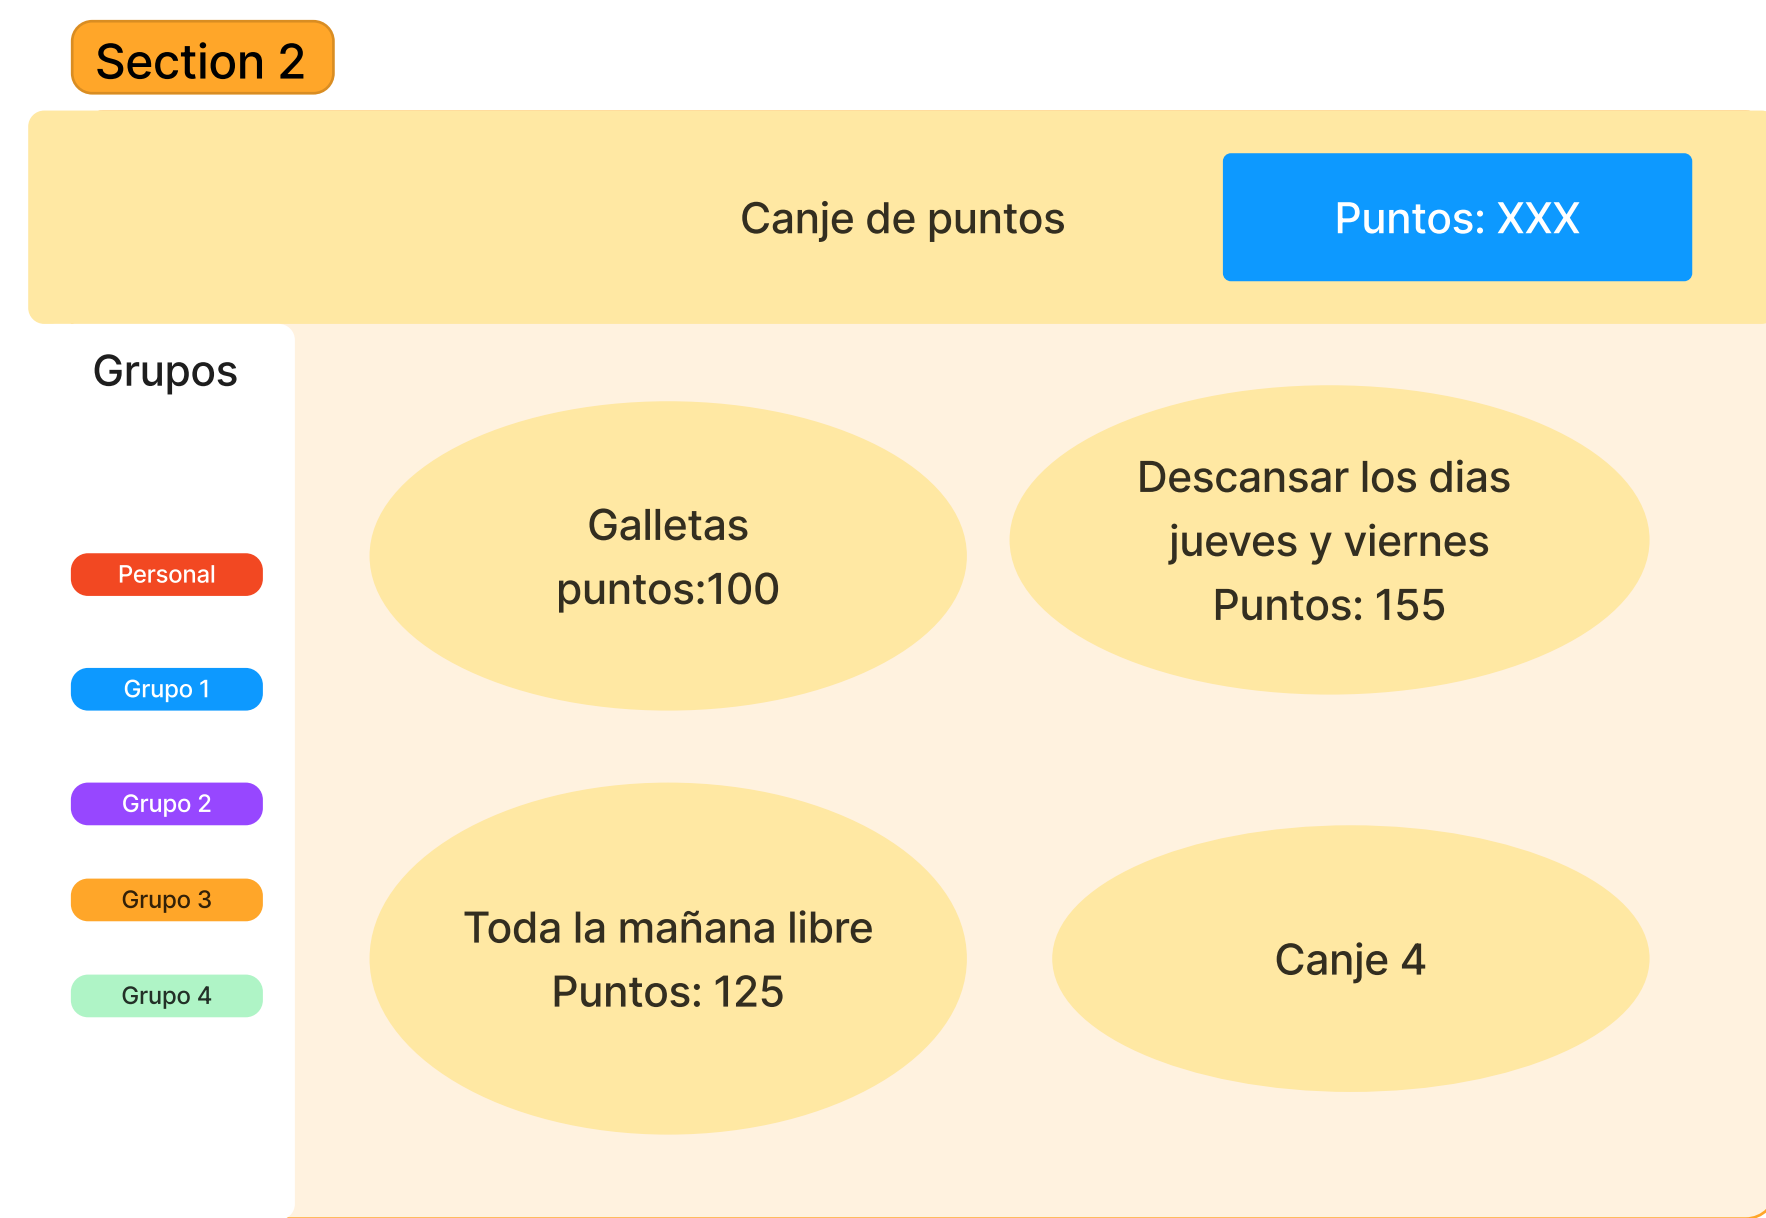 Section 2
Canje de puntos
Puntos: XXX
Grupos
Personal
Grupo 1
Grupo 2
Grupo 3
Grupo 4
Galletas
puntos:100
Descansar los dias
jueves y viernes
Puntos: 155
Toda la mañana libre
Puntos: 125
Canje 4